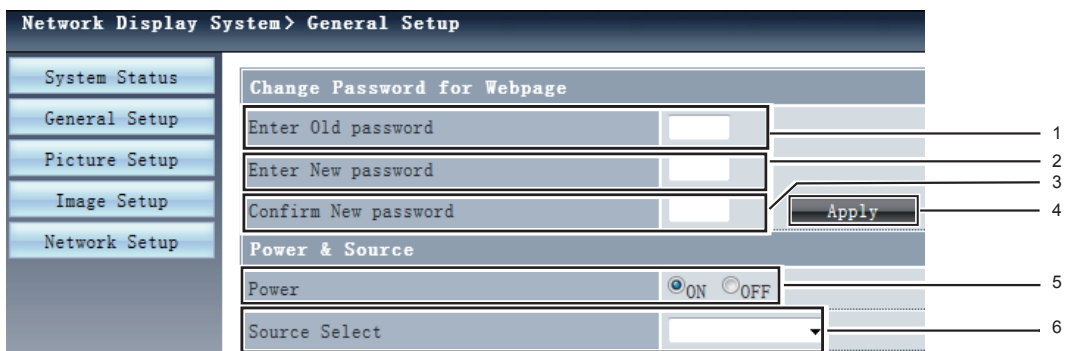 Network Display System> General Setup
System Status
General Setup
Picture Setup
Image Setup
Network Setup
Change Password for Webpage
Enter Old password 1
Enter New password 2
3
Confirm New password Apply 4
Power & Source
Power ON OFF 5
Source Select 6